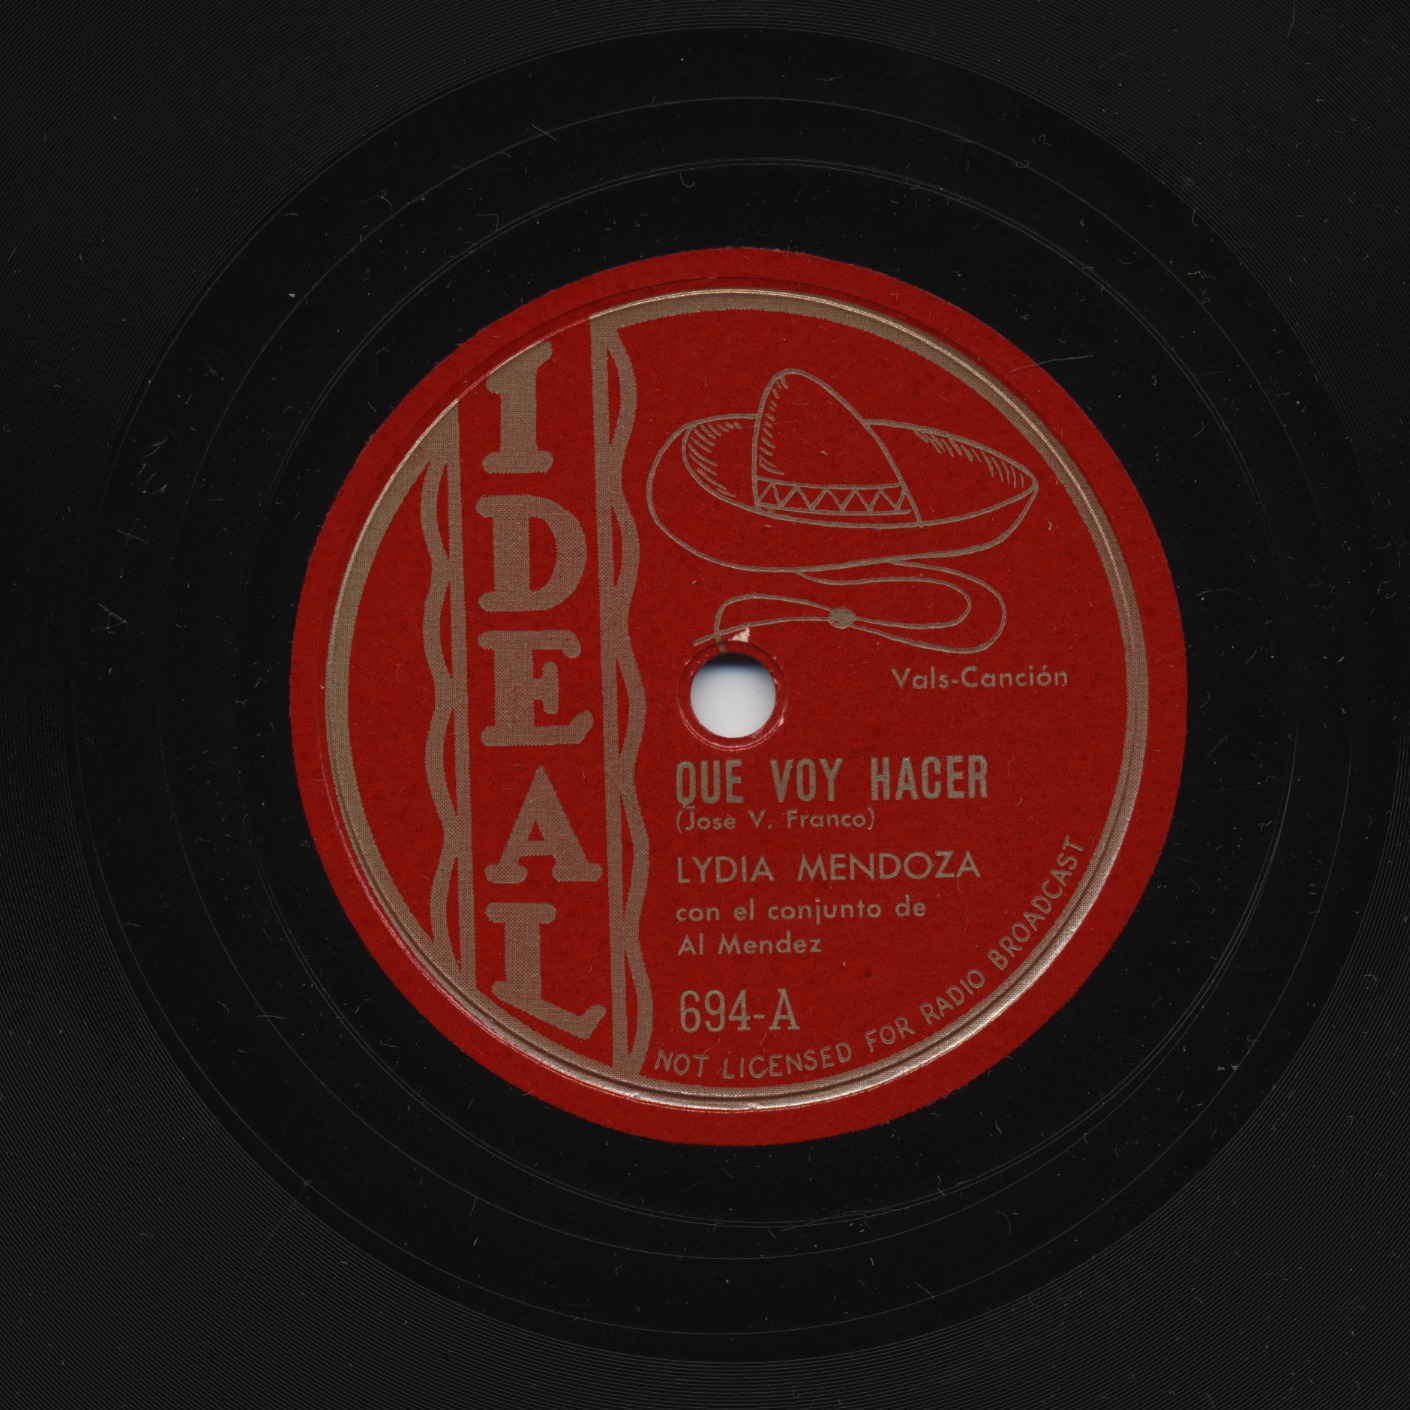 IDEAL
Vals-Canción
QUE VOY HACER
(Jose V. Franco)
LYDIA MENDOZA
con el conjunto de
Al Mendez
694-A
NOT LICENSED FOR RADIO BROADCAST